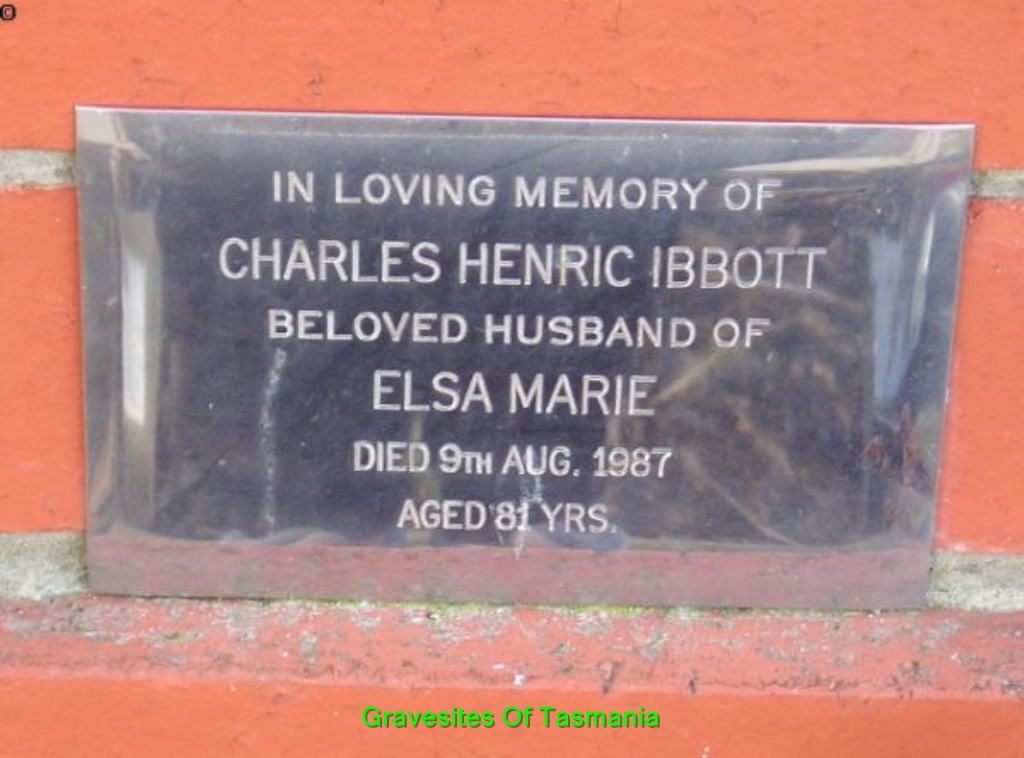 ©
IN LOVING MEMORY OF
CHARLES HENRIC IBBOTT
BELOVED HUSBAND OF
ELSA MARIE
DIED 9TH AUG. 1987
AGED 81 YRS.
Gravesites Of Tasmania